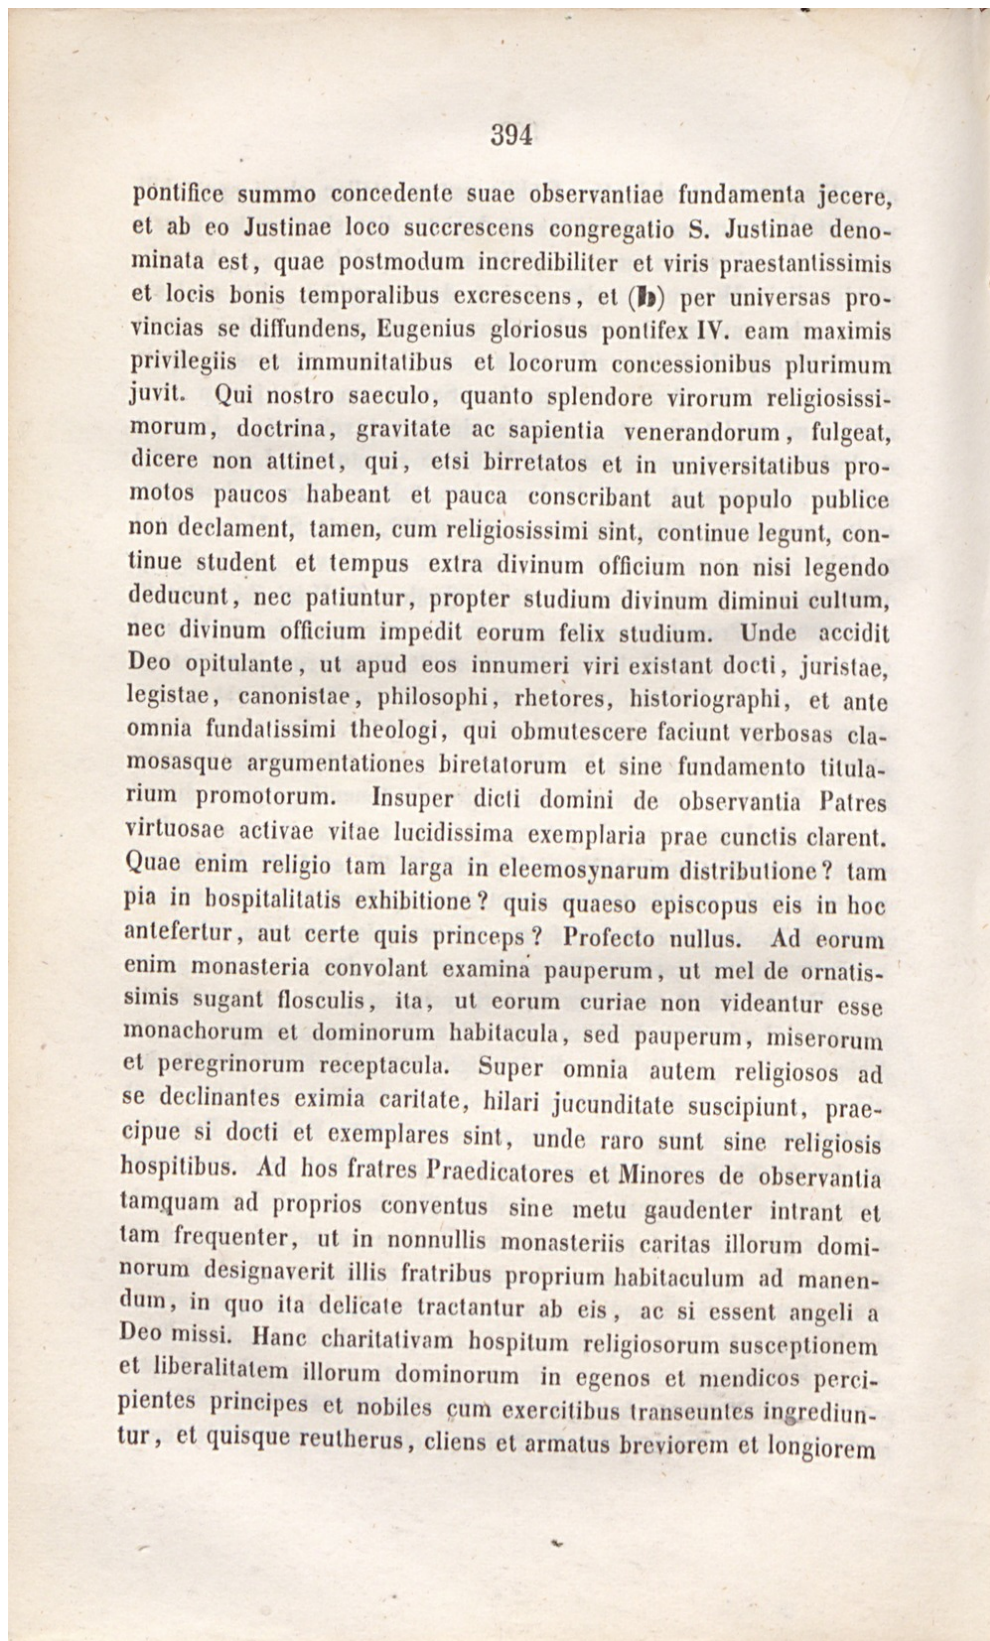 394
pontifice summo concedente suae observantiae fundamenta jecere,
et ab eo Justinae loco succrescens congregatio S. Justinae deno-
minata est, quae postmodum incredibiliter et viris praestantissimis
et locis bonis temporalibus excrescens, et (b) per universas pro-
vincias se diffundens, Eugenius gloriosus pontifex IV. eam maximis
privilegiis et immunitatibus et locorum concessionibus plurimum
juvit. Qui nostro saeculo, quanto splendore virorum religiosissi-
morum, doctrina, gravitate ac sapientia venerandorum, fulgeat,
dicere non attinet, qui, etsi birretatos et in universitatibus pro-
motos paucos habeant et pauca conscribant aut populo publice
non declament, tamen, cum religiosissimi sint, continue legunt, con-
tinue student et tempus extra divinum officium non nisi legendo
deducunt, nec patiuntur, propter studium divinum diminui cultum,
nec divinum officium impedit eorum felix studium. Unde accidit
Deo opitulante, ut apud eos innumeri viri existant docti, juristae,
legistae, canonistae, philosophi, rhetores, historiographi, et ante
omnia fundatissimi theologi, qui obmutescere faciunt verbosas cla-
mosasque argumentationes biretatorum et sine fundamento titula-
rium promotorum. Insuper dicti domini de observantia Patres
virtuosae activae vitae lucidissima exemplaria prae cunctis clarent.
Quae enim religio tam larga in eleemosynarum distributione? tam
pia in hospitalitatis exhibitione? quis quaeso episcopus eis in hoc
antefertur, aut certe quis princeps? Profecto nullus. Ad eorum
enim monasteria convolant examina pauperum, ut mel de ornatis-
simis sugant flosculis, ita, ut eorum curiae non videantur esse
monachorum et dominorum habitacula, sed pauperum, miserorum
et peregrinorum receptacula. Super omnia autem religiosos ad
se declinantes eximia caritate, hilari jucunditate suscipiunt, prae-
cipue si docti et exemplares sint, unde raro sunt sine religiosis
hospitibus. Ad hos fratres Praedicatores et Minores de observantia
tamquam ad proprios conventus sine metu gaudenter intrant et
tam frequenter, ut in nonnullis monasteriis caritas illorum domi-
norum designaverit illis fratribus proprium habitaculum ad manen-
dum, in quo ita delicate tractantur ab eis, ac si essent angeli a
Deo missi. Hanc charitativam hospitum religiosorum susceptionem
et liberalitatem illorum dominorum in egenos et mendicos perci-
pientes principes et nobiles cum exercitibus transeuntes ingrediun-
tur, et quisque reutherus, cliens et armatus breviorem et longiorem